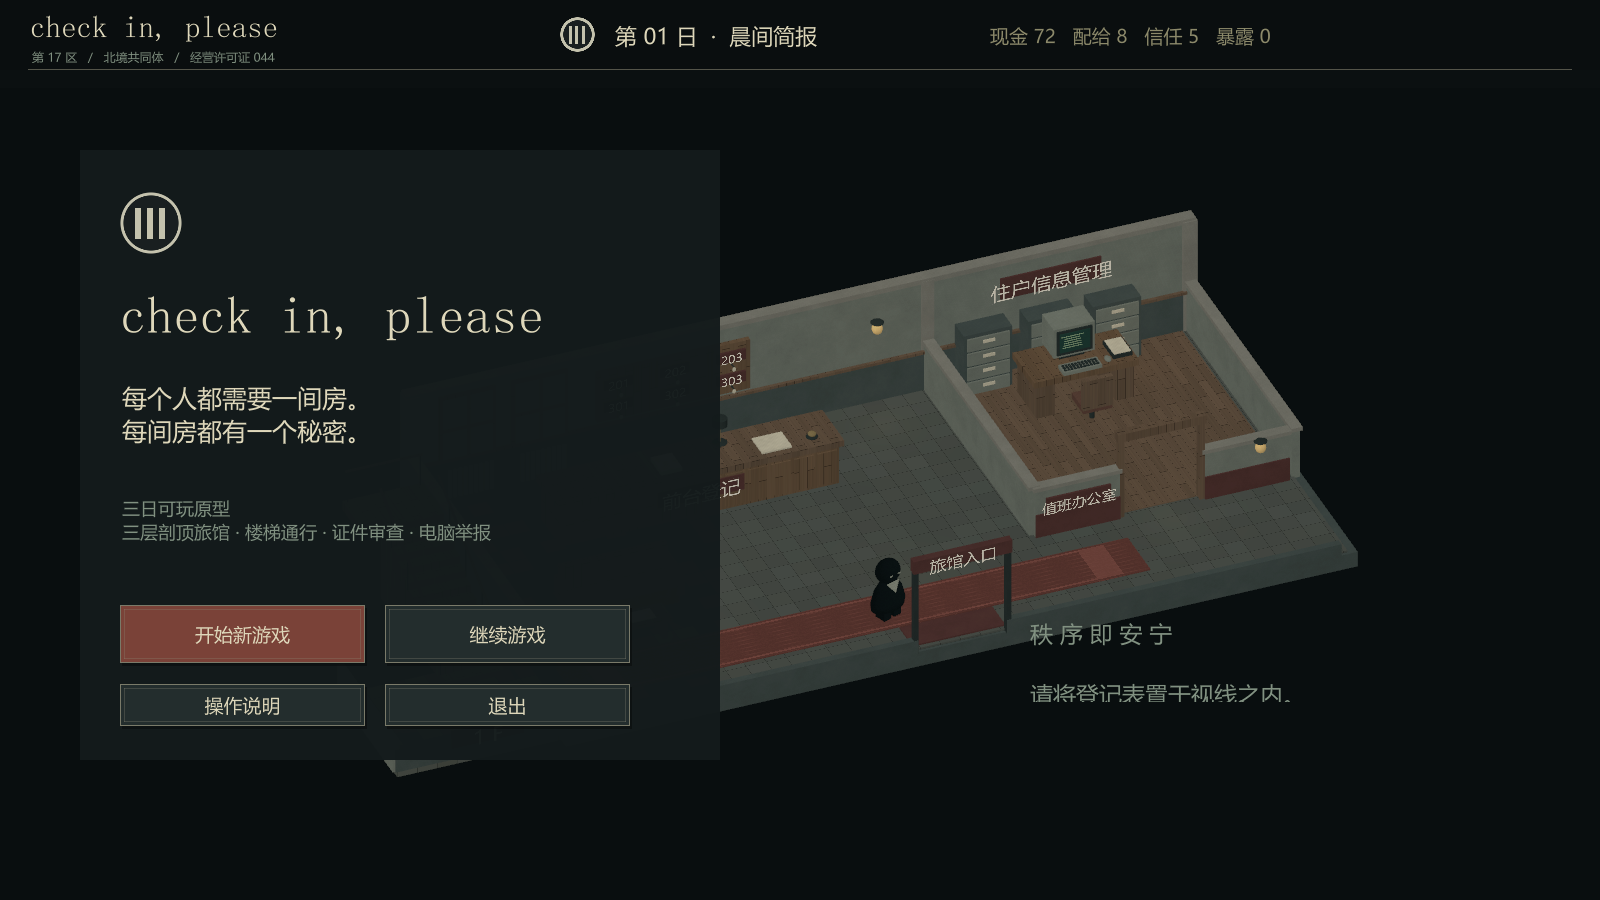 check in, please
第 17 区 / 北境共同体 / 经营许可证 044
第 01 日 · 晨间简报
现金 72 配给 8 信任 5 暴露 0
check in, please
每个人都需要一间房。
每间房都有一个秘密。
三日可玩原型
三层剖顶旅馆 · 楼梯通行 · 证件审查 · 电脑举报
开始新游戏
继续游戏
操作说明
退出
住户信息管理
203
303
记
值班办公室
旅馆入口
秩序即安宁
请将登记表置于视线之内。